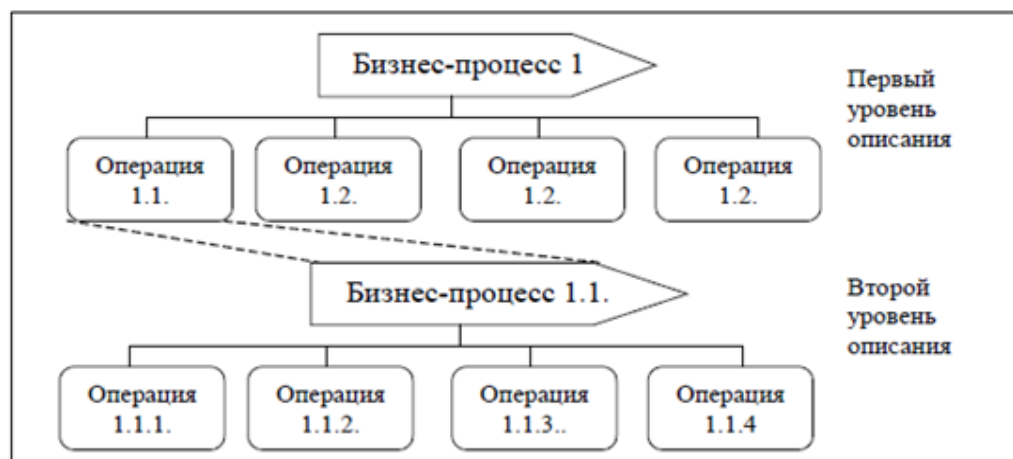 Бизнес-процесс 1
Первый
уровень
описания
Операция
1.1.
Операция
1.2.
Операция
1.2.
Операция
1.2.
Бизнес-процесс 1.1.
Второй
уровень
описания
Операция
1.1.1.
Операция
1.1.2.
Операция
1.1.3..
Операция
1.1.4